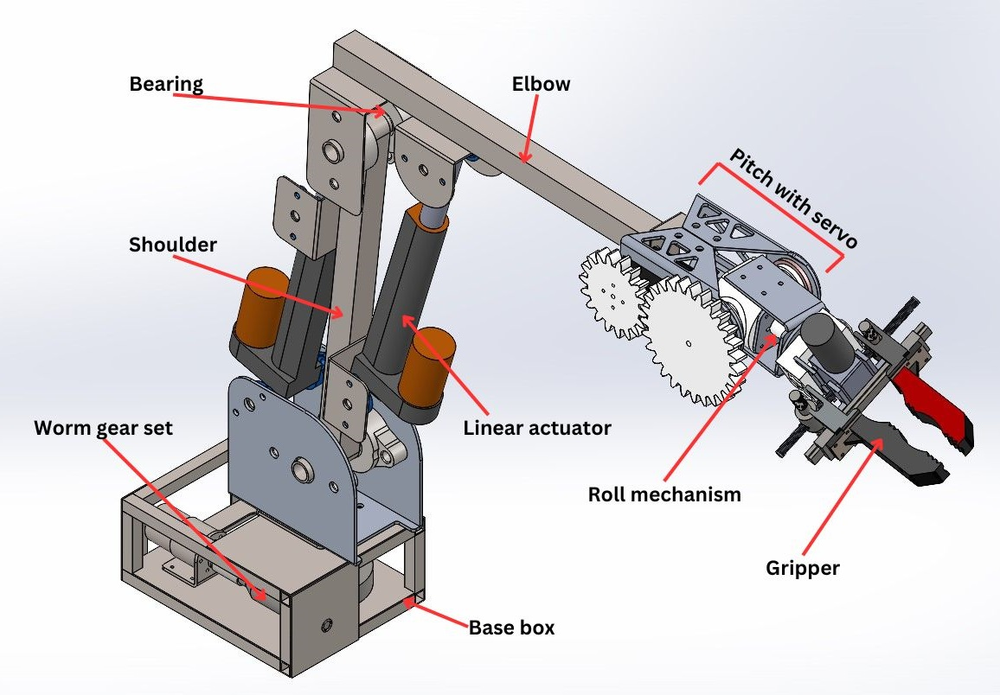 Bearing
Elbow
Pitch with servo
Shoulder
Worm gear set
Linear actuator
Roll mechanism
Gripper
Base box